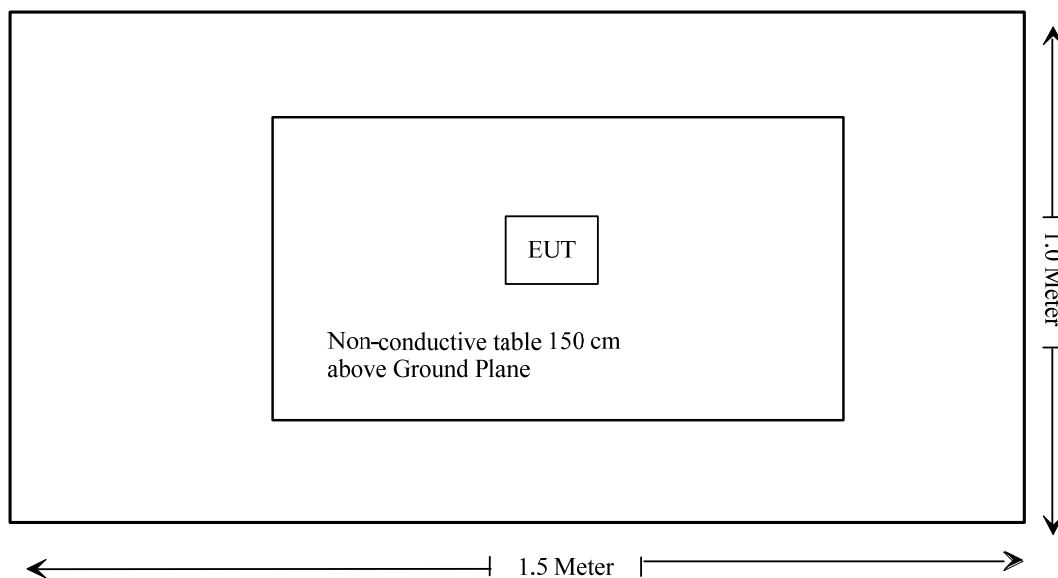 EUT
Non-conductive table 150 cm
above Ground Plane
1.0 Meter
1.5 Meter